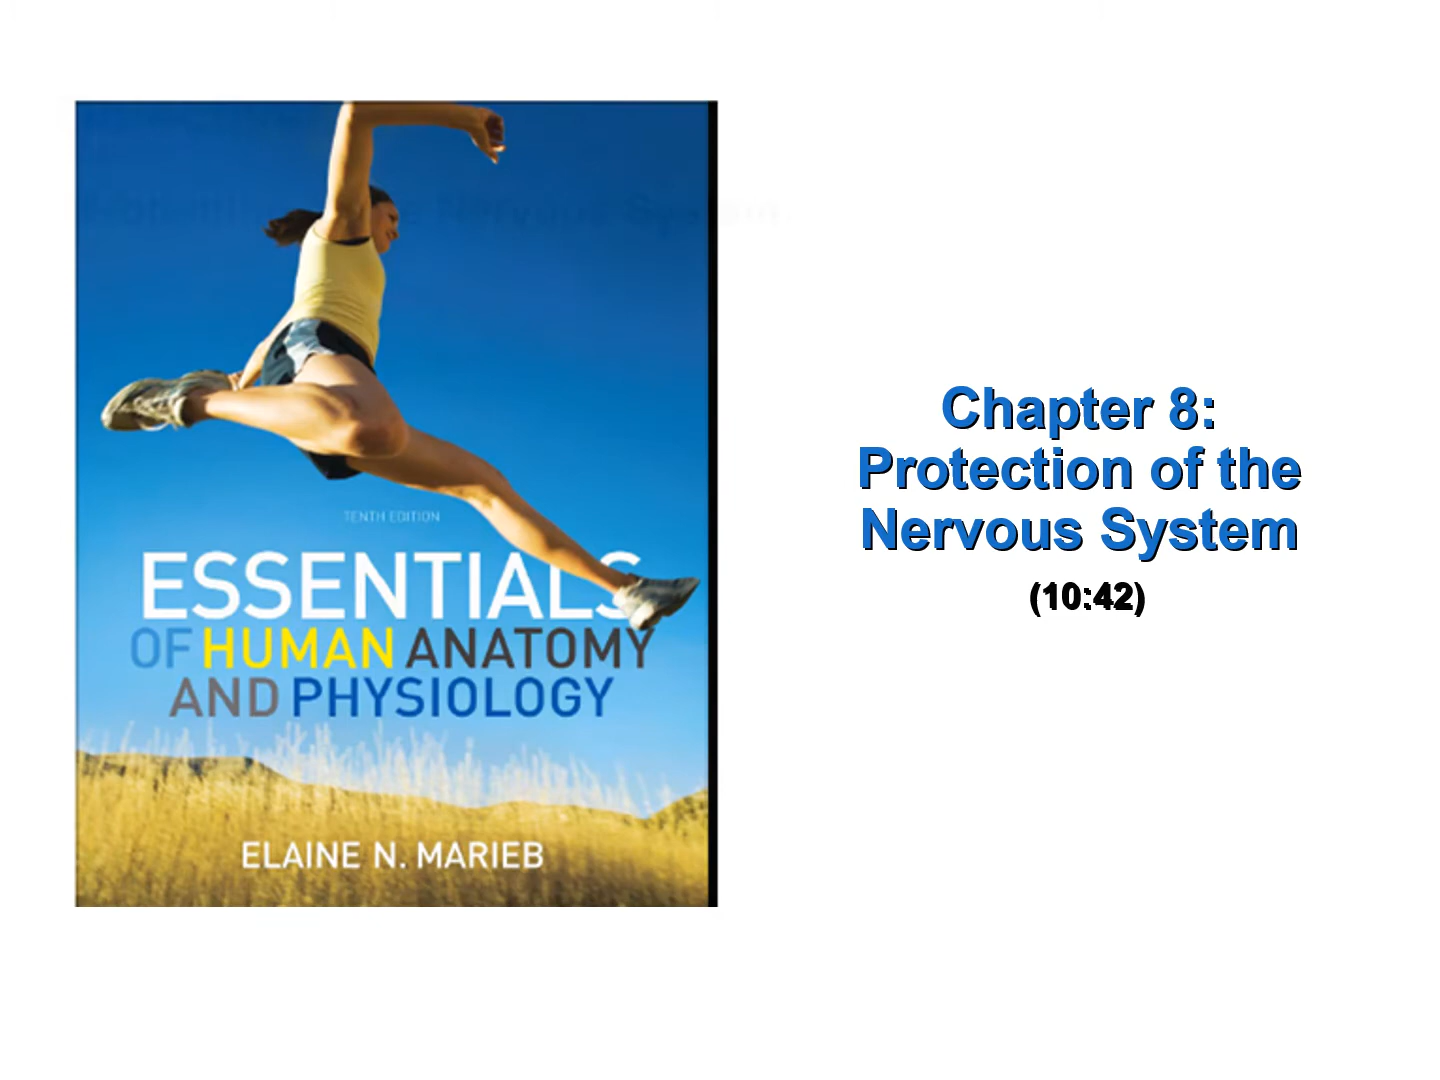 TENTH EDITION
ESSENTIALS
OF HUMAN ANATOMY
AND PHYSIOLOGY
ELAINE N. MARIEB
Chapter 8:
Protection of the
Nervous System
(10:42)